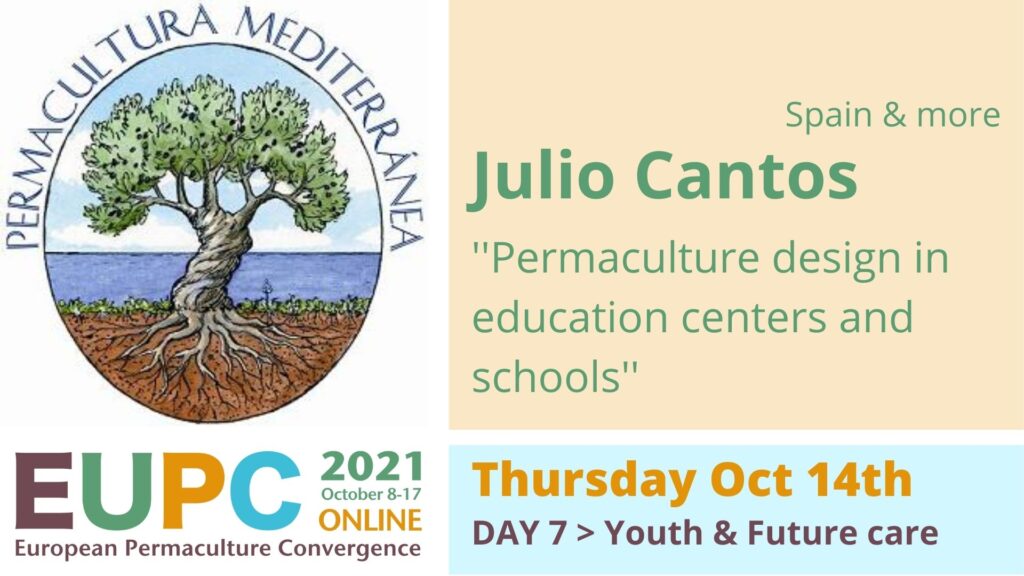 PERMACULTURA MEDITERRÁNEA
Spain & more
Julio Cantos
''Permaculture design in
education centers and
schools''
EUPC
2021
October 8-17
ONLINE
European Permaculture Convergence
Thursday Oct 14th
DAY 7 > Youth & Future care